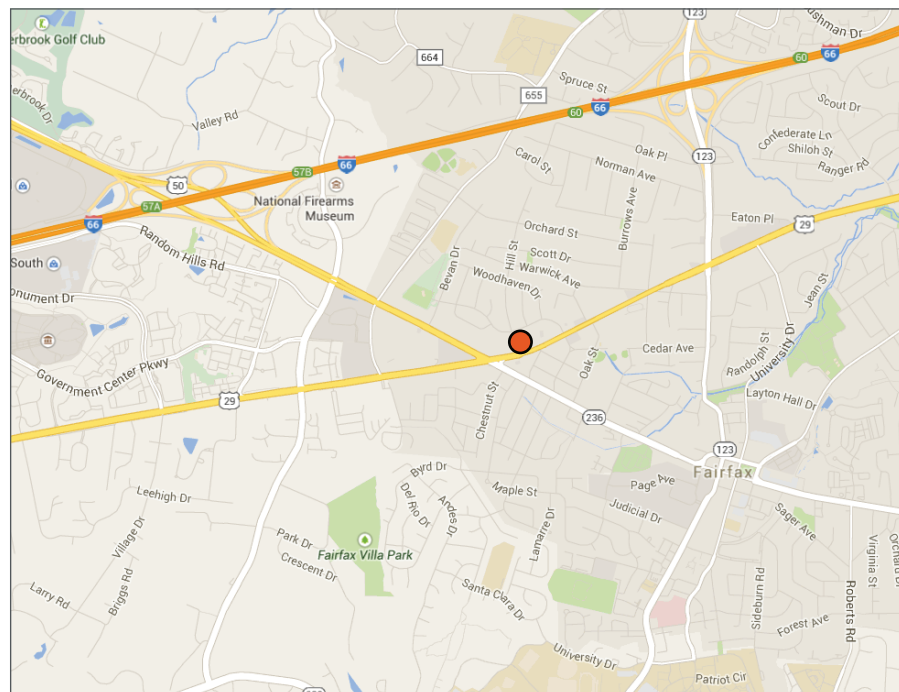 erbrook Golf Club
erbrook Dr
Valley Rd
664
655
123
ushman Dr
60
66
Spruce St
60
66
Scout Dr
Confederate Ln
Shiloh St
Ranger Rd
Oak Pl
123
Norman Ave
Carol St
50
57B
66
57A
66
National Firearms
Museum
Burrows Ave
Eaton Pl
29
Orchard St
Hill St
Scott Dr
Warwick Ave
Woodhaven Dr
Bevan Dr
Random Hills Rd
South
onument Dr
Jean St
Government Center Pkwy
Oak St
Cedar Ave
Randolph St
University Dr
Layton Hall Dr
29
Chestnut St
236
123
Fairfax
Page Ave
Judicial Dr
Byrd Dr
Del Rio Dr
Andes Dr
Maple St
Lamarre Dr
Sager Ave
Leehigh Dr
Village Dr
Briggs Rd
Larry Rd
Park Dr
Crescent Dr
Fairfax Villa Park
Santa Clara Dr
Sideburn Rd
Forest Ave
Roberts Rd
Virginia St
Orchard Dr
University Dr
Patriot Cir